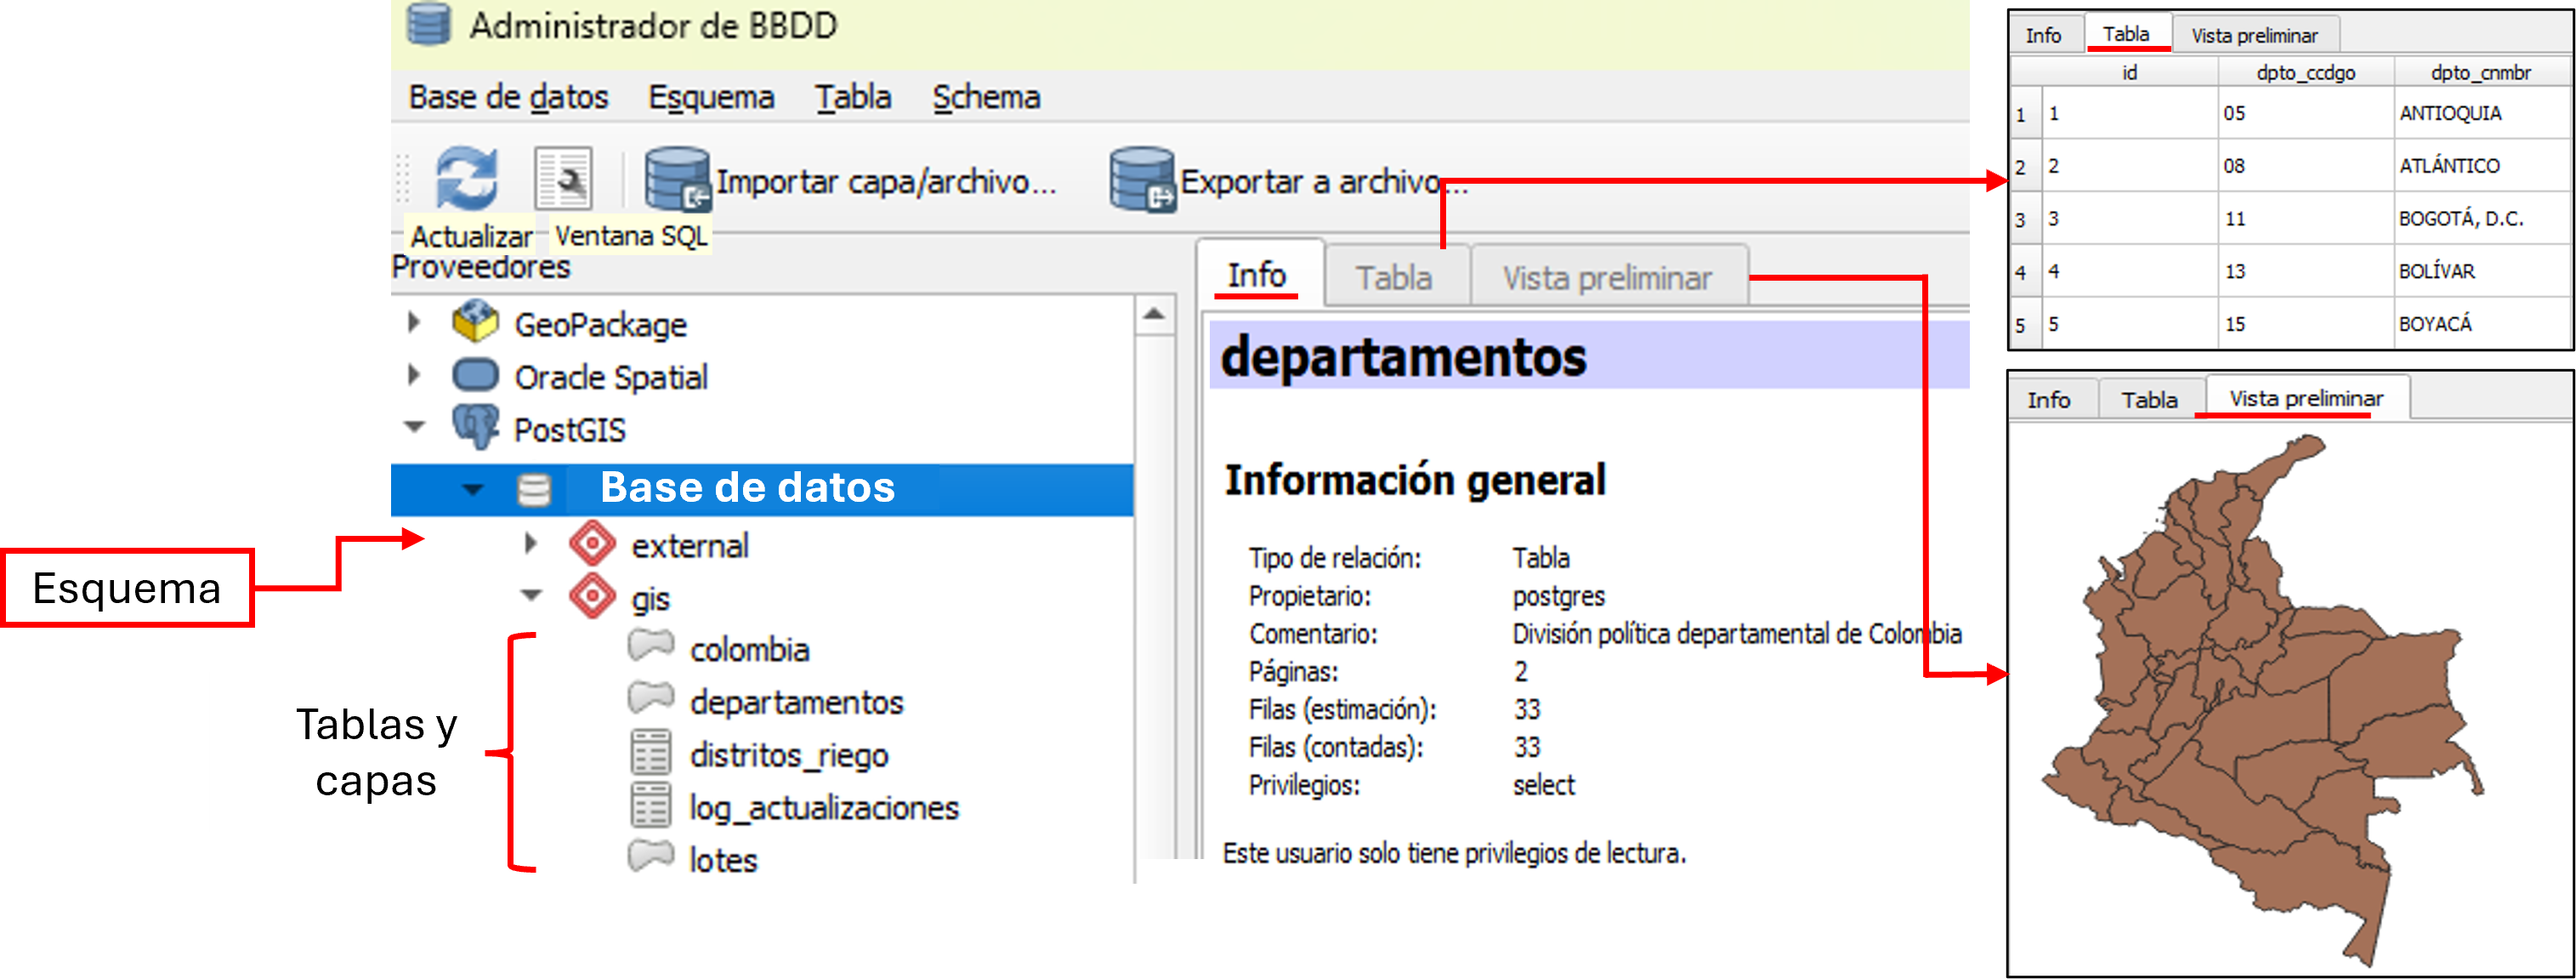 Administrador de BBDD
Base de datos Esquema Tabla Schema
Importar capa/archivo... Exportar a archivo...
Actualizar Ventana SQL
Proveedores
GeoPackage
Oracle Spatial
PostGIS
Base de datos
external
gis
colombia
departamentos
distritos_riego
log_actualizaciones
lotes
Esquema
Tablas y
capas
Info Tabla Vista preliminar
departamentos
Información general
Tipo de relación: Tabla
Propietario: postgres
Comentario: División política departamental de Colombia
Páginas: 2
Filas (estimación): 33
Filas (contadas): 33
Privilegios: select
Este usuario solo tiene privilegios de lectura.
Info Tabla Vista preliminar
id dpto_ccdgo dpto_cnmbr
1 1 05 ANTIOQUIA
2 2 08 ATLÁNTICO
3 3 11 BOGOTÁ, D.C.
4 4 13 BOLÍVAR
5 5 15 BOYACÁ
Info Tabla Vista preliminar